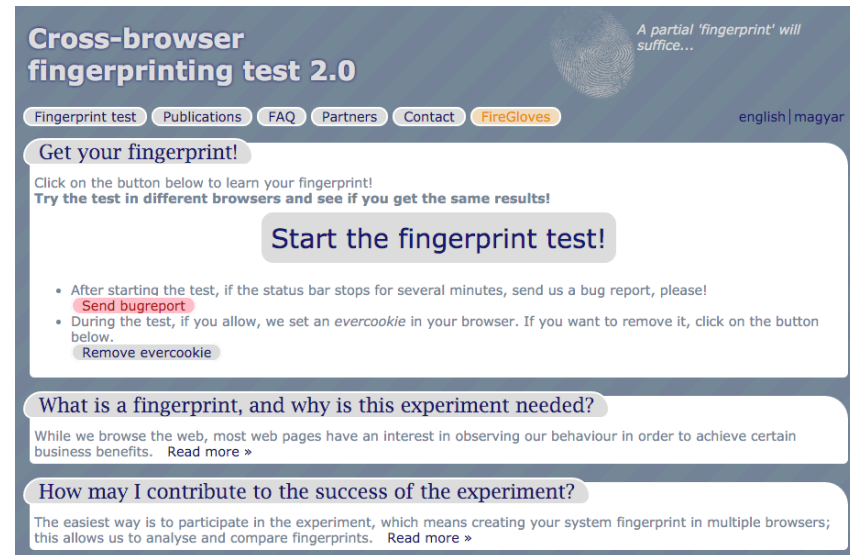 Cross-browser
fingerprinting test 2.0
A partial 'fingerprint' will
suffice...
Fingerprint test Publications FAQ Partners Contact FireGloves english|magyar
Get your fingerprint!
Click on the button below to learn your fingerprint!
Try the test in different browsers and see if you get the same results!
Start the fingerprint test!
• After starting the test, if the status bar stops for several minutes, send us a bug report, please!
Send bugreport
• During the test, if you allow, we set an evercookie in your browser. If you want to remove it, click on the button
below.
Remove evercookie
What is a fingerprint, and why is this experiment needed?
While we browse the web, most web pages have an interest in observing our behaviour in order to achieve certain
business benefits. Read more »
How may I contribute to the success of the experiment?
The easiest way is to participate in the experiment, which means creating your system fingerprint in multiple browsers;
this allows us to analyse and compare fingerprints. Read more »